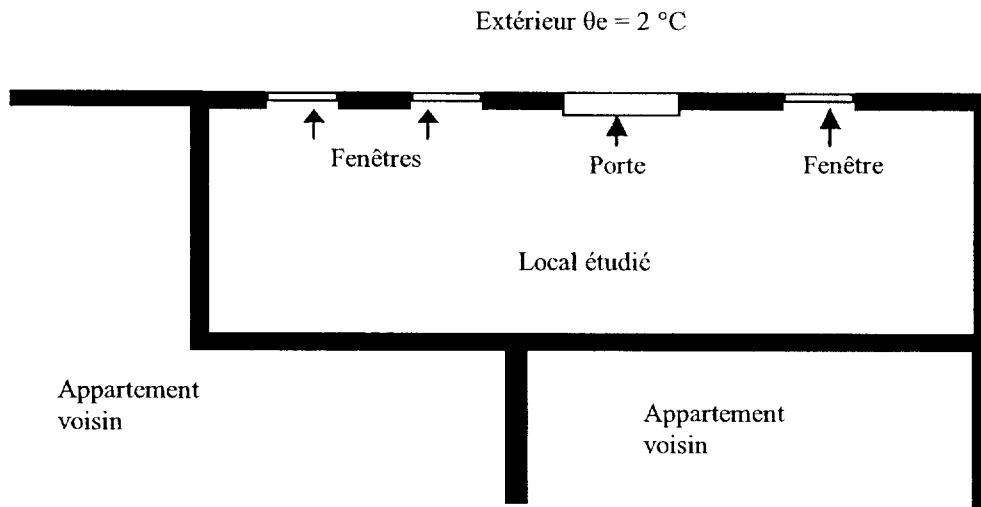 Extérieur θe = 2 °C
Fenêtres
Porte
Fenêtre
Local étudié
Appartement
voisin
Appartement
voisin